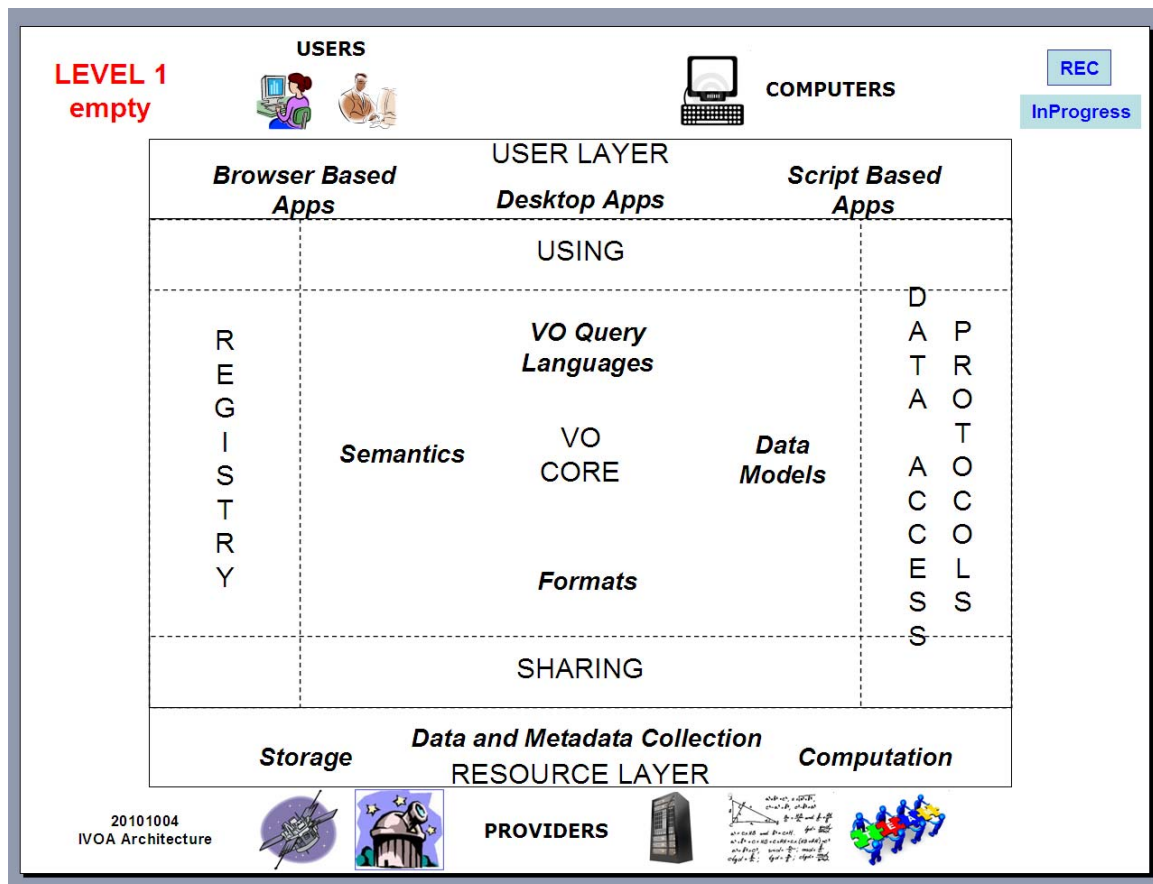 USERS
LEVEL 1
empty
COMPUTERS
REC
InProgress
USER LAYER
Browser Based
Apps
Desktop Apps
Script Based
Apps
USING
REGISTRY
VO Query
Languages
Semantics
VO
CORE
Data
Models
Formats
DATA ACCESS
PROTOCOLS
SHARING
Storage
Data and Metadata Collection
Computation
RESOURCE LAYER
20101004
IVOA Architecture
PROVIDERS